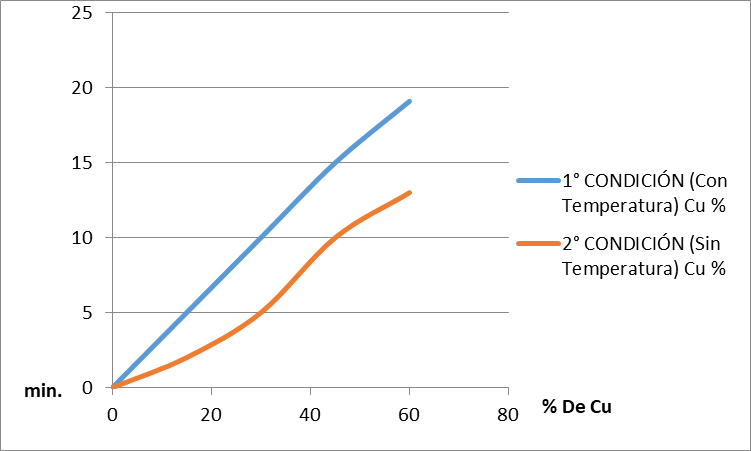 25
20
15
10
5
0
min.
0 20 40 60 80
% De Cu
1° CONDICIÓN (Con
Temperatura) Cu %
2° CONDICIÓN (Sin
Temperatura) Cu %